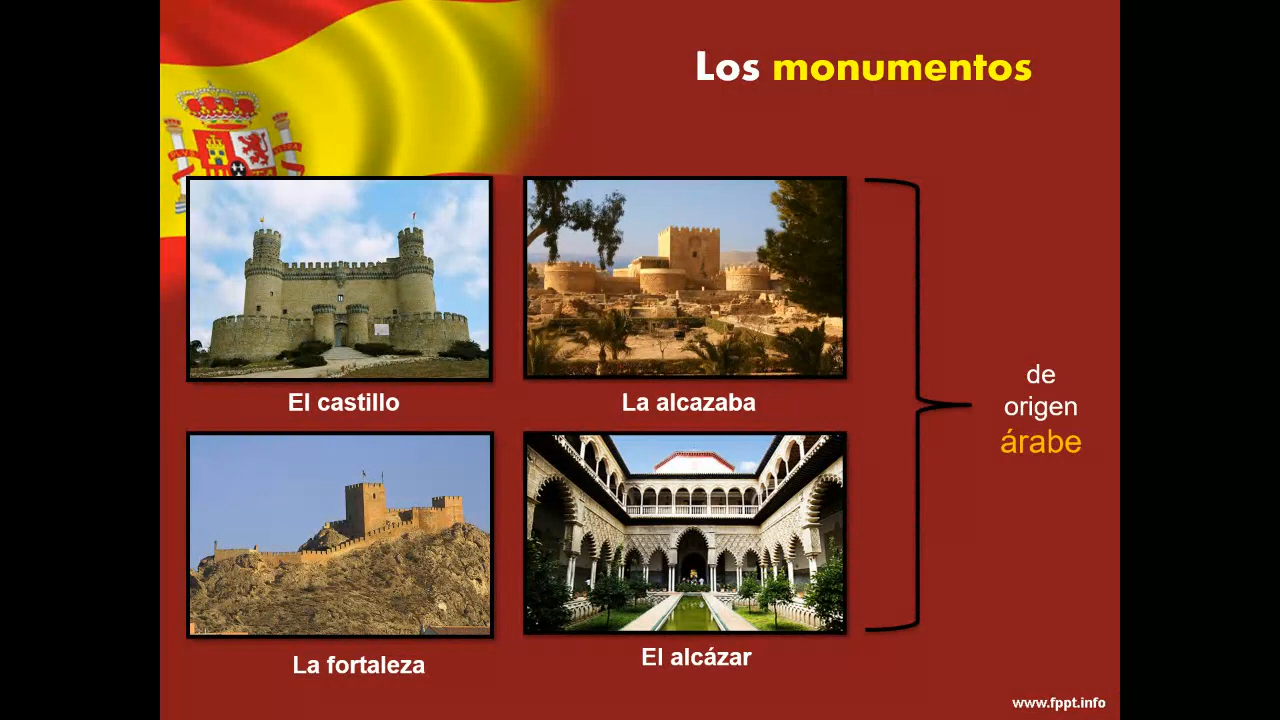 Los monumentos
El castillo
La alcazaba
de
origen
árabe
La fortaleza
El alcázar
www.fppt.info